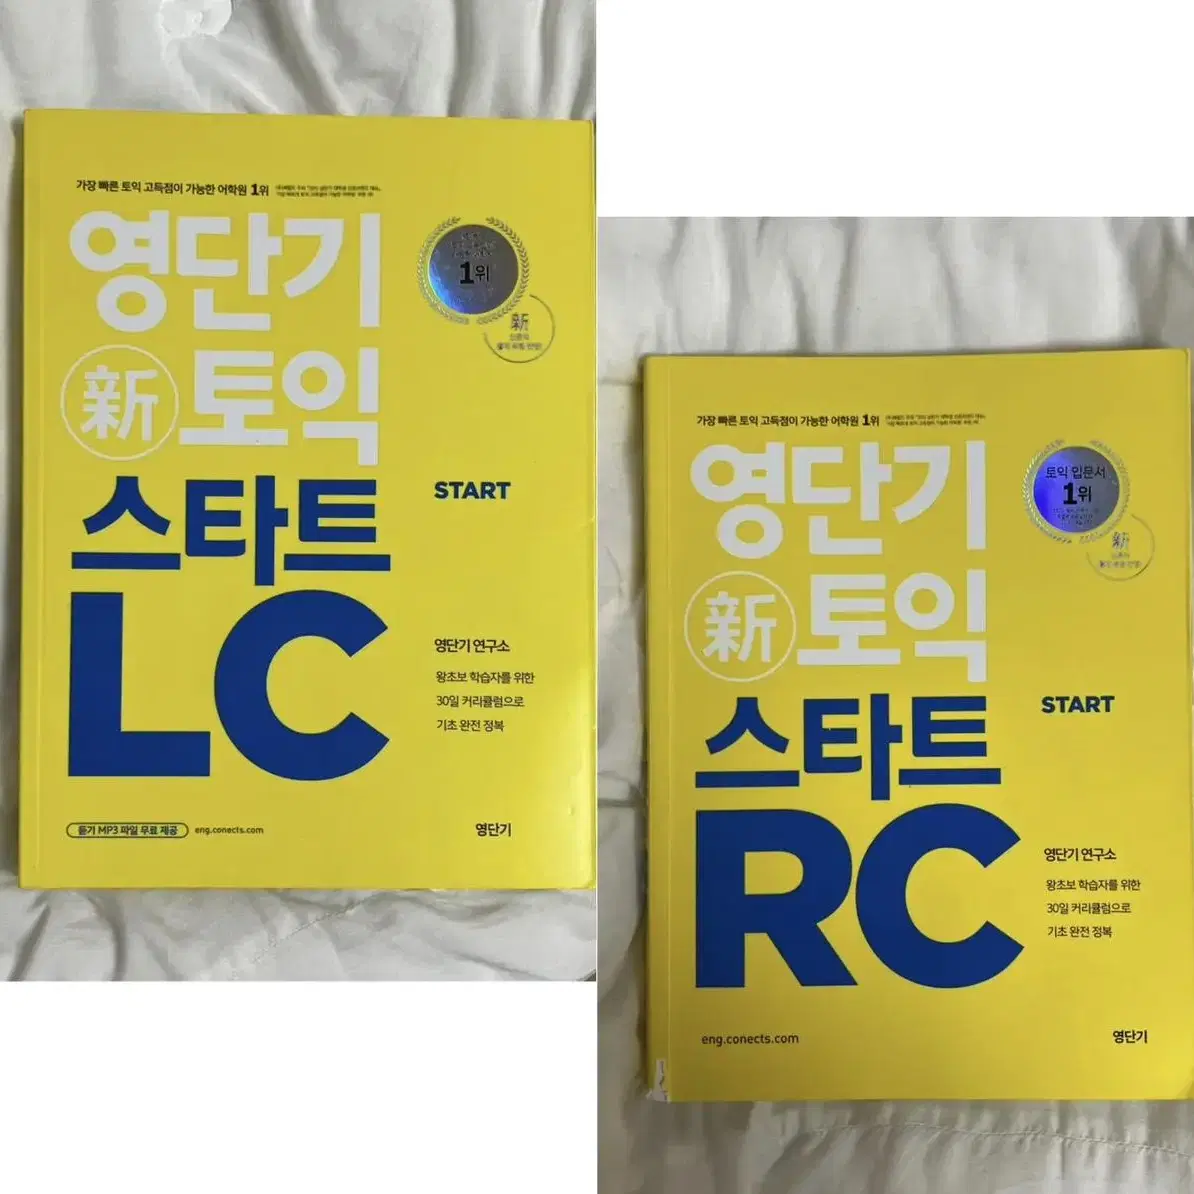 가장 빠른 토익 고득점이 가능한 어학원 1위
영단기
新 토익
스타트
START
LC
1위
新
영단기 연구소
왕초보 학습자를 위한
30일 커리큘럼으로
기초 완전 정복
듣기 MP3 파일 무료 제공
eng.conects.com
영단기
가장 빠른 토익 고득점이 가능한 어학원 1위
영단기
新 토익
스타트
START
RC
토익 입문서
1위
新
영단기 연구소
왕초보 학습자를 위한
30일 커리큘럼으로
기초 완전 정복
eng.conects.com
영단기